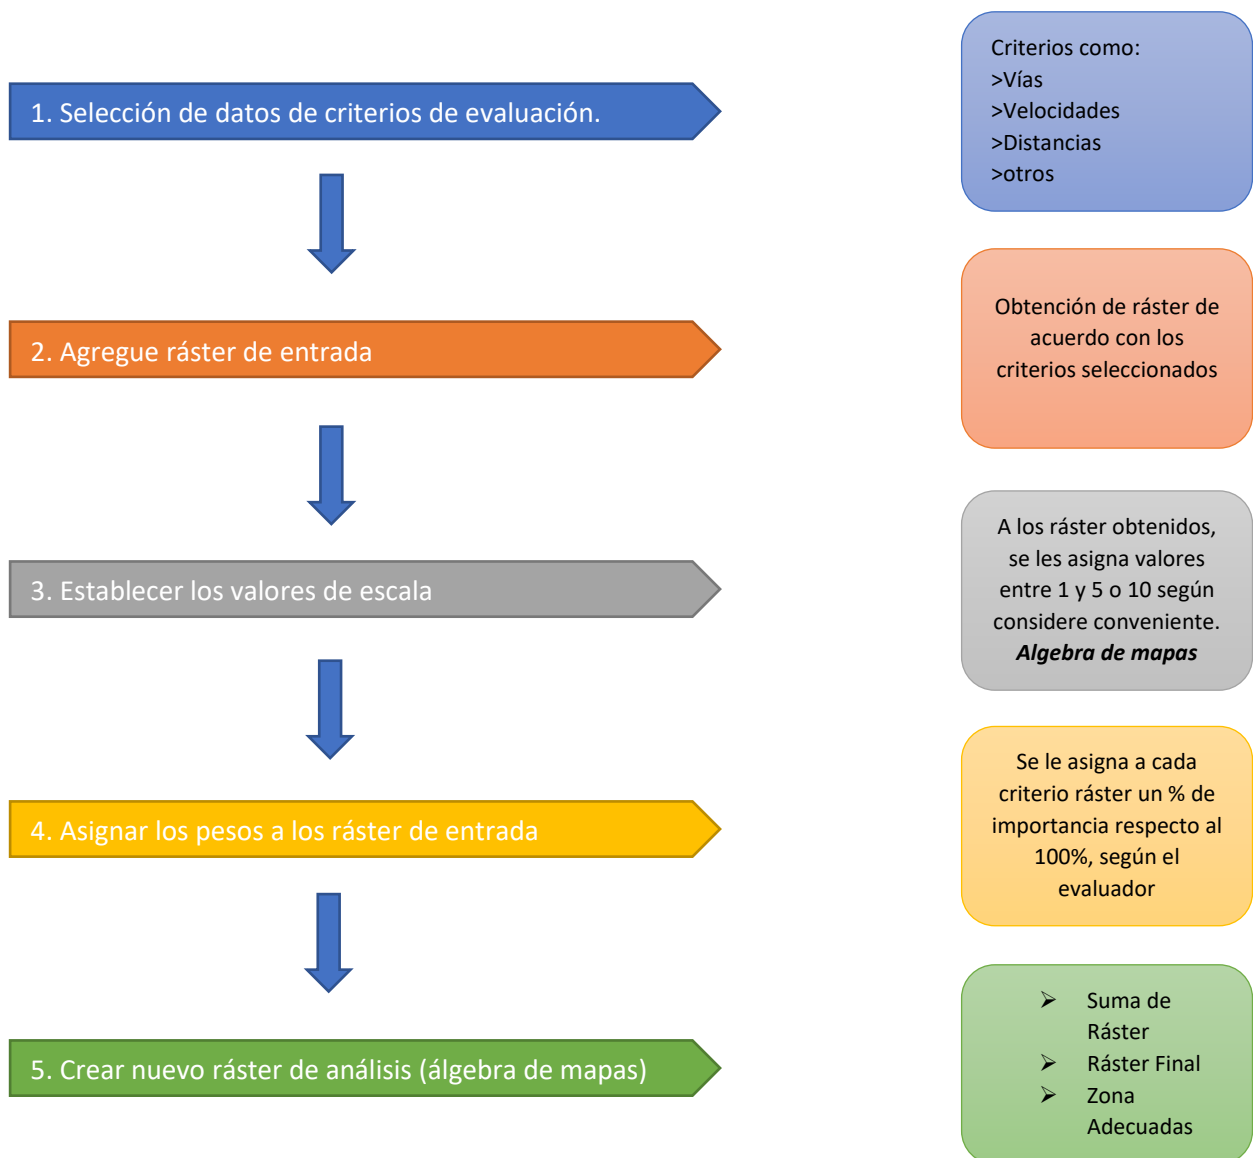 1. Selección de datos de criterios de evaluación.
Criterios como:
>Vías
>Velocidades
>Distancias
>otros
2. Agregue ráster de entrada
Obtención de ráster de
acuerdo con los
criterios seleccionados
3. Establecer los valores de escala
A los ráster obtenidos,
se les asigna valores
entre 1 y 5 o 10 según
considere conveniente.
Algebra de mapas
4. Asignar los pesos a los ráster de entrada
Se le asigna a cada
criterio ráster un % de
importancia respecto al
100%, según el
evaluador
5. Crear nuevo ráster de análisis (álgebra de mapas)
➢ Suma de
Ráster
➢ Ráster Final
➢ Zona
Adecuadas